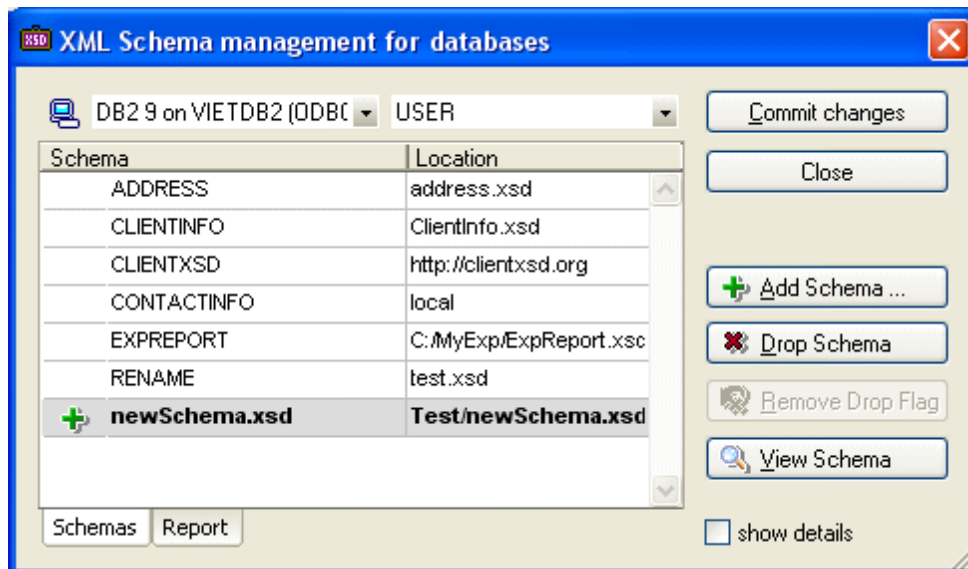 XSD XML Schema management for databases
DB2 9 on VIETDB2 (ODBC USER
Commit changes
Close
Schema Location
ADDRESS address.xsd
CLIENTINFO ClientInfo.xsd
CLIENTXSD http://clientxsd.org
CONTACTINFO local
EXPREPORT C:/MyExp/ExpReport.xsc
RENAME test.xsd
newSchema.xsd Test/newSchema.xsd
Add Schema ...
Drop Schema
Remove Drop Flag
View Schema
Schemas Report
show details